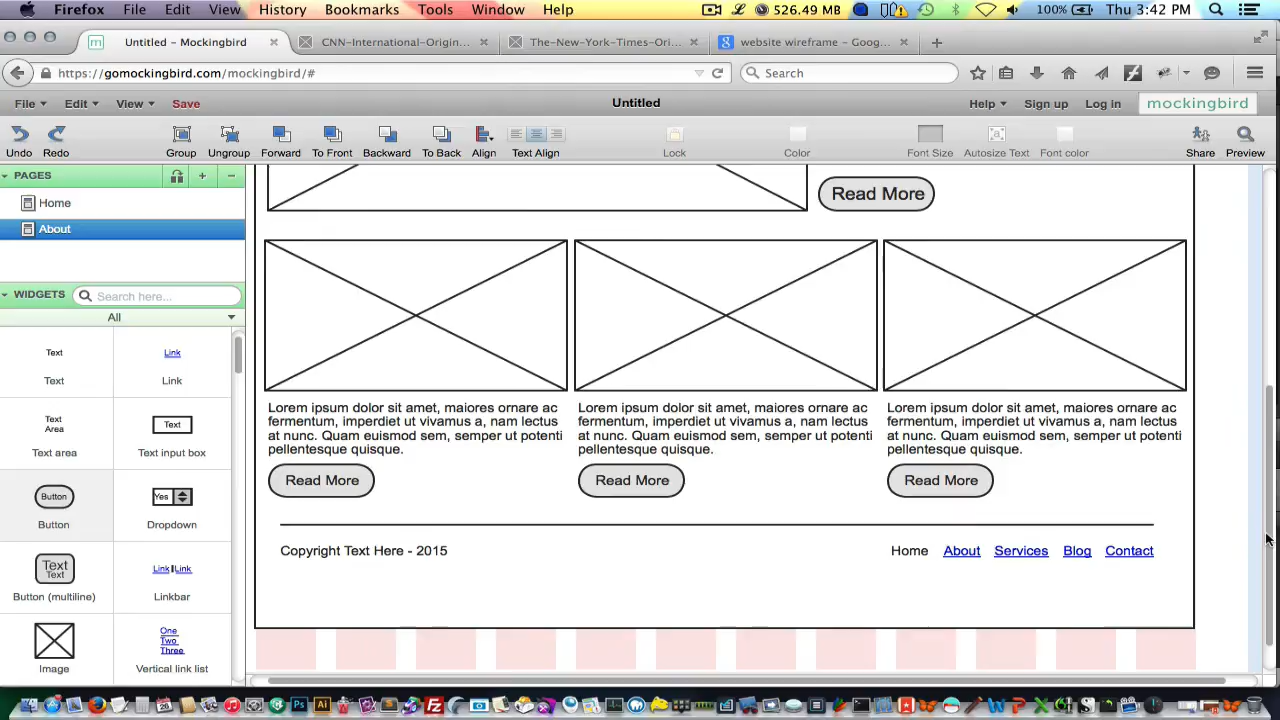 Firefox File Edit View History Bookmarks Tools Window Help 526.49 MB 100% Thu 3:42 PM
Untitled – Mockingbird
CNN-International-Origin...
The-New-York-Times-Ori...
website wireframe - Goog...
https://gomockingbird.com/mockingbird/#
Search
File Edit View Save
Untitled
Help Sign up Log in mockingbird
Undo Redo Group Ungroup Forward To Front Backward To Back Align Text Align Lock Color Font Size Autosize Text Font color Share Preview
PAGES
Home
About
WIDGETS Search here...
All
Text
Text
Link
Link
Text
Area
Text area
Text
Text input box
Button
Button
Yes
Dropdown
Text
Text
Button (multiline)
Link Link
Linkbar
Image
One
Two
Three
Vertical link list
Read More
Lorem ipsum dolor sit amet, maiores ornare ac
fermentum, imperdiet ut vivamus a, nam lectus
at nunc. Quam euismod sem, semper ut potenti
pellentesque quisque.
Read More
Lorem ipsum dolor sit amet, maiores ornare ac
fermentum, imperdiet ut vivamus a, nam lectus
at nunc. Quam euismod sem, semper ut potenti
pellentesque quisque.
Read More
Lorem ipsum dolor sit amet, maiores ornare ac
fermentum, imperdiet ut vivamus a, nam lectus
at nunc. Quam euismod sem, semper ut potenti
pellentesque quisque.
Read More
Copyright Text Here - 2015
Home About Services Blog Contact